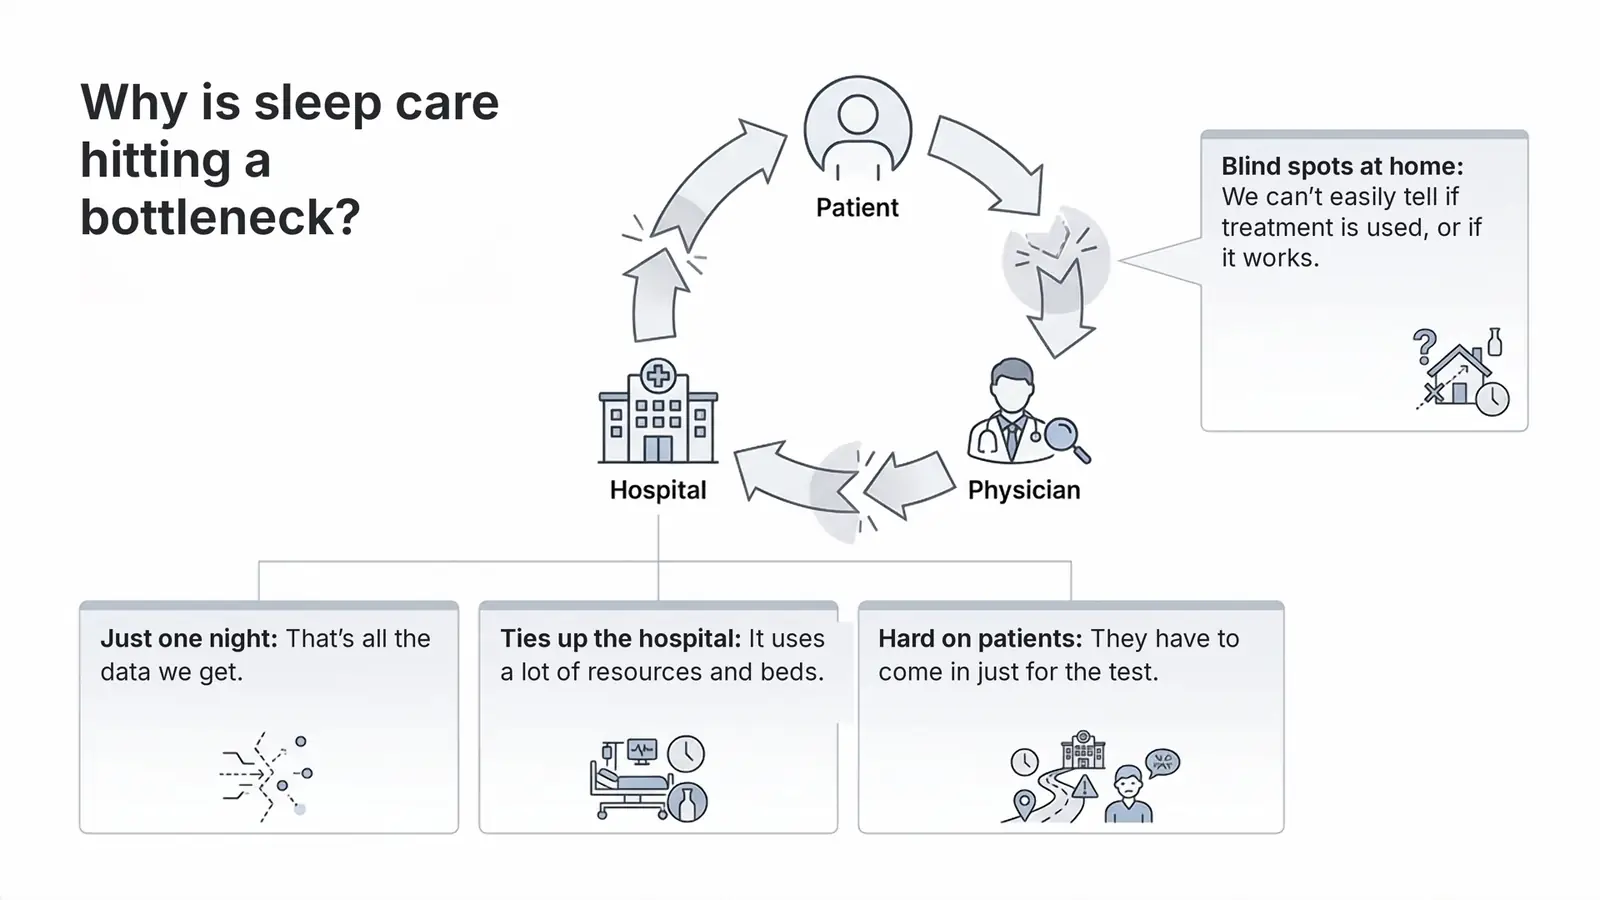 Why is sleep care
hitting a
bottleneck?
Patient
Blind spots at home:
We can’t easily tell if
treatment is used, or if
it works.
Hospital
Physician
Just one night: That’s all the
data we get.
Ties up the hospital: It uses
a lot of resources and beds.
Hard on patients: They have to
come in just for the test.